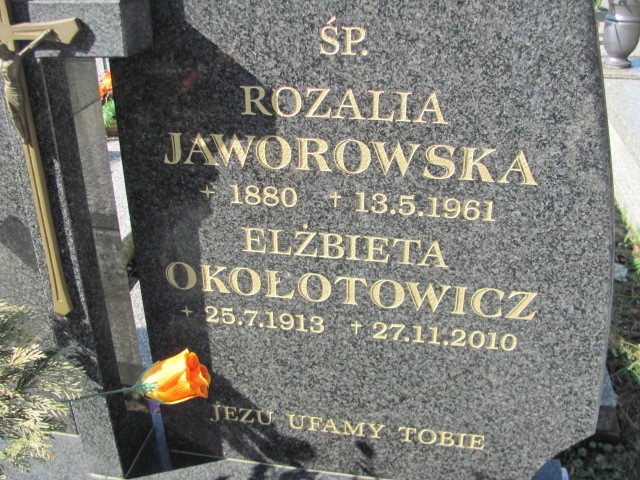 ŚP.
ROZALIA
JAWOROWSKA
+ 1880 † 13.5.1961
ELŻBIETA
OKOŁOTOWICZ
+ 25.7.1913 † 27.11.2010
JEZU UFAMY TOBIE